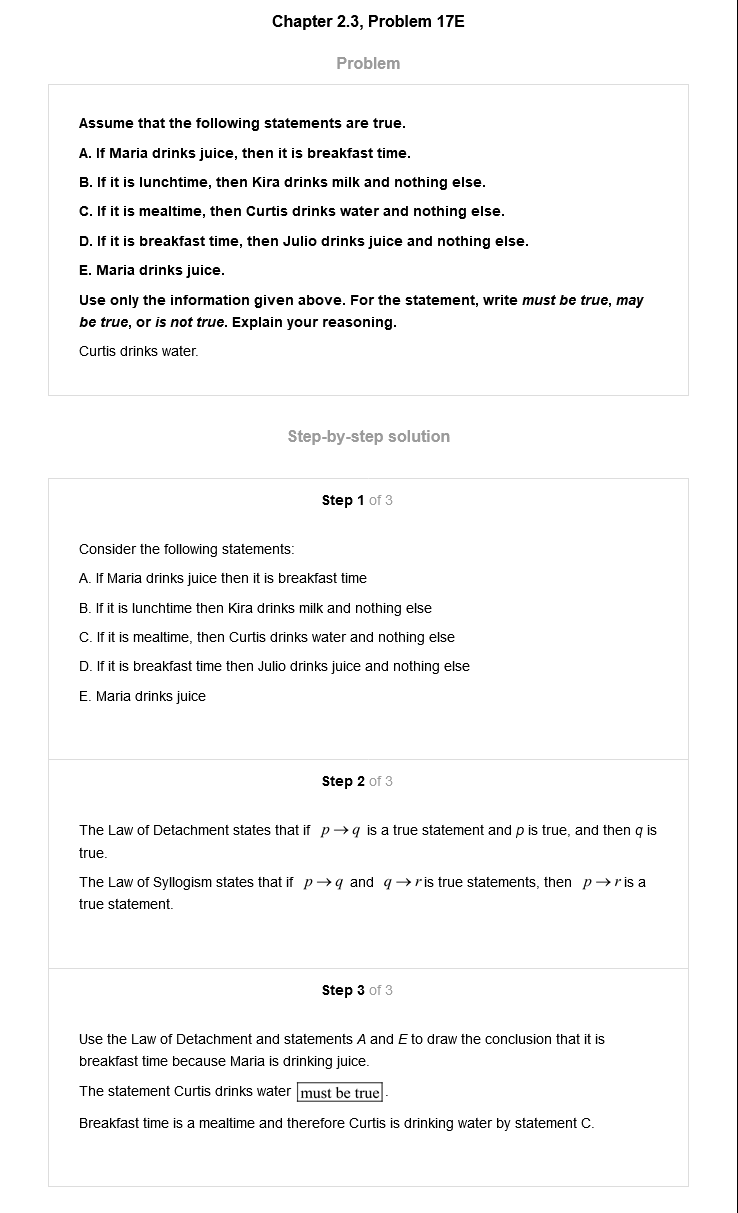 Chapter 2.3, Problem 17E
Problem
Assume that the following statements are true.
A. If Maria drinks juice, then it is breakfast time.
B. If it is lunchtime, then Kira drinks milk and nothing else.
C. If it is mealtime, then Curtis drinks water and nothing else.
D. If it is breakfast time, then Julio drinks juice and nothing else.
E. Maria drinks juice.
Use only the information given above. For the statement, write must be true, may
be true, or is not true. Explain your reasoning.
Curtis drinks water.
Step-by-step solution
Step 1 of 3
Consider the following statements:
A. If Maria drinks juice then it is breakfast time
B. If it is lunchtime then Kira drinks milk and nothing else
C. If it is mealtime, then Curtis drinks water and nothing else
D. If it is breakfast time then Julio drinks juice and nothing else
E. Maria drinks juice
Step 2 of 3
The Law of Detachment states that if p → q is a true statement and p is true, and then q is
true.
The Law of Syllogism states that if p → q and q → r is true statements, then p → r is a
true statement.
Step 3 of 3
Use the Law of Detachment and statements A and E to draw the conclusion that it is
breakfast time because Maria is drinking juice.
The statement Curtis drinks water must be true.
Breakfast time is a mealtime and therefore Curtis is drinking water by statement C.